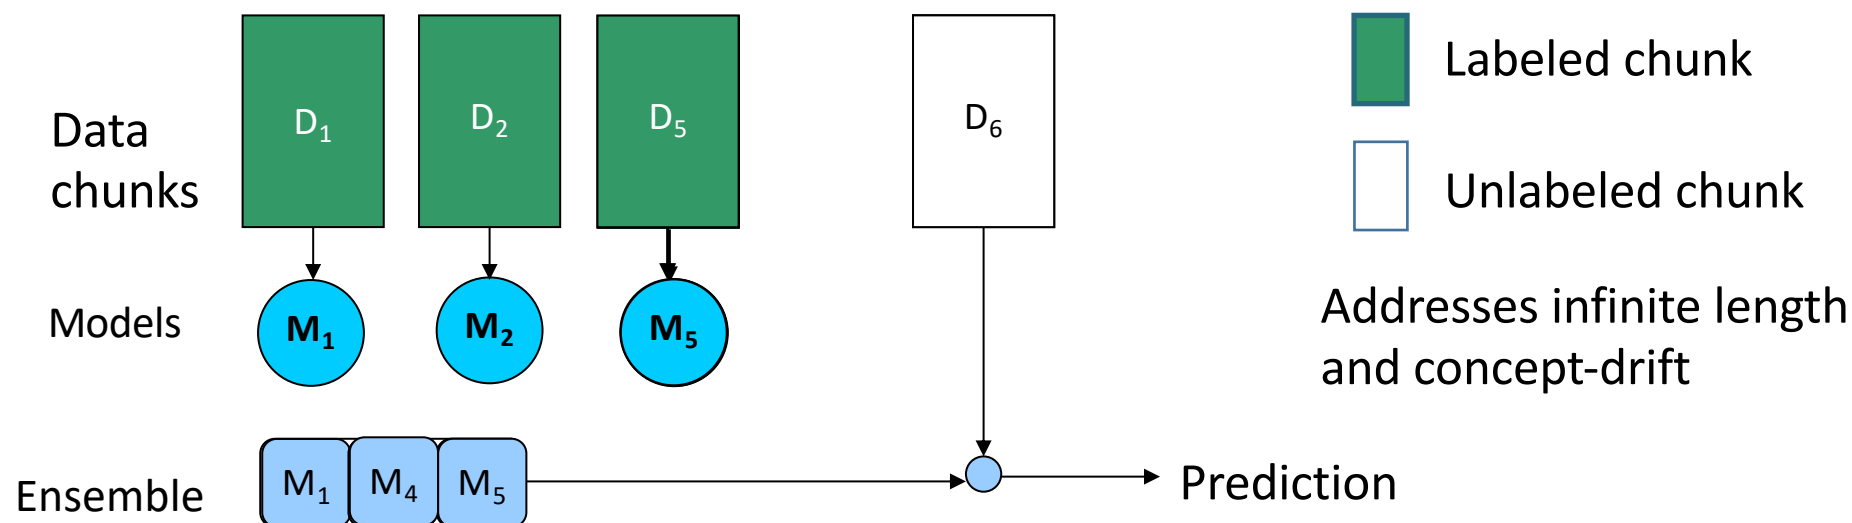 Data
chunks
D₁
D₂
D₅
D₆
Labeled chunk
Unlabeled chunk
Models
M₁
M₂
M₅
Addresses infinite length
and concept-drift
Ensemble
M₁
M₄
M₅
Prediction